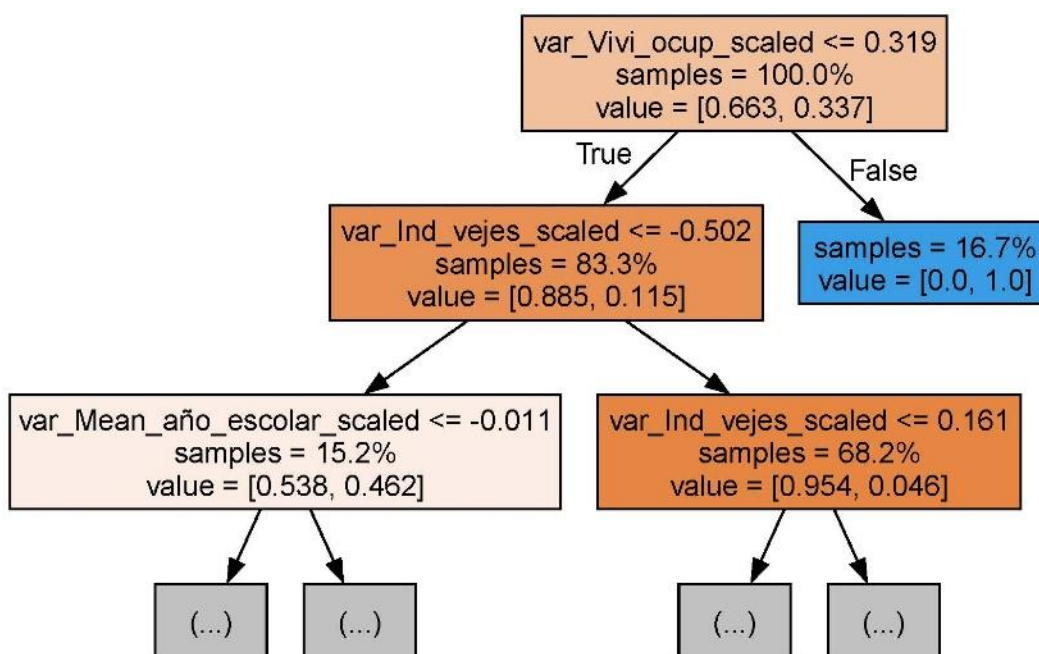 var_Vivi_ocup_scaled <= 0.319
samples = 100.0%
value = [0.663, 0.337]
True
False
var_Ind_vejes_scaled <= -0.502
samples = 83.3%
value = [0.885, 0.115]
samples = 16.7%
value = [0.0, 1.0]
var_Mean_año_escolar_scaled <= -0.011
samples = 15.2%
value = [0.538, 0.462]
var_Ind_vejes_scaled <= 0.161
samples = 68.2%
value = [0.954, 0.046]
(...)
(...)
(...)
(...)